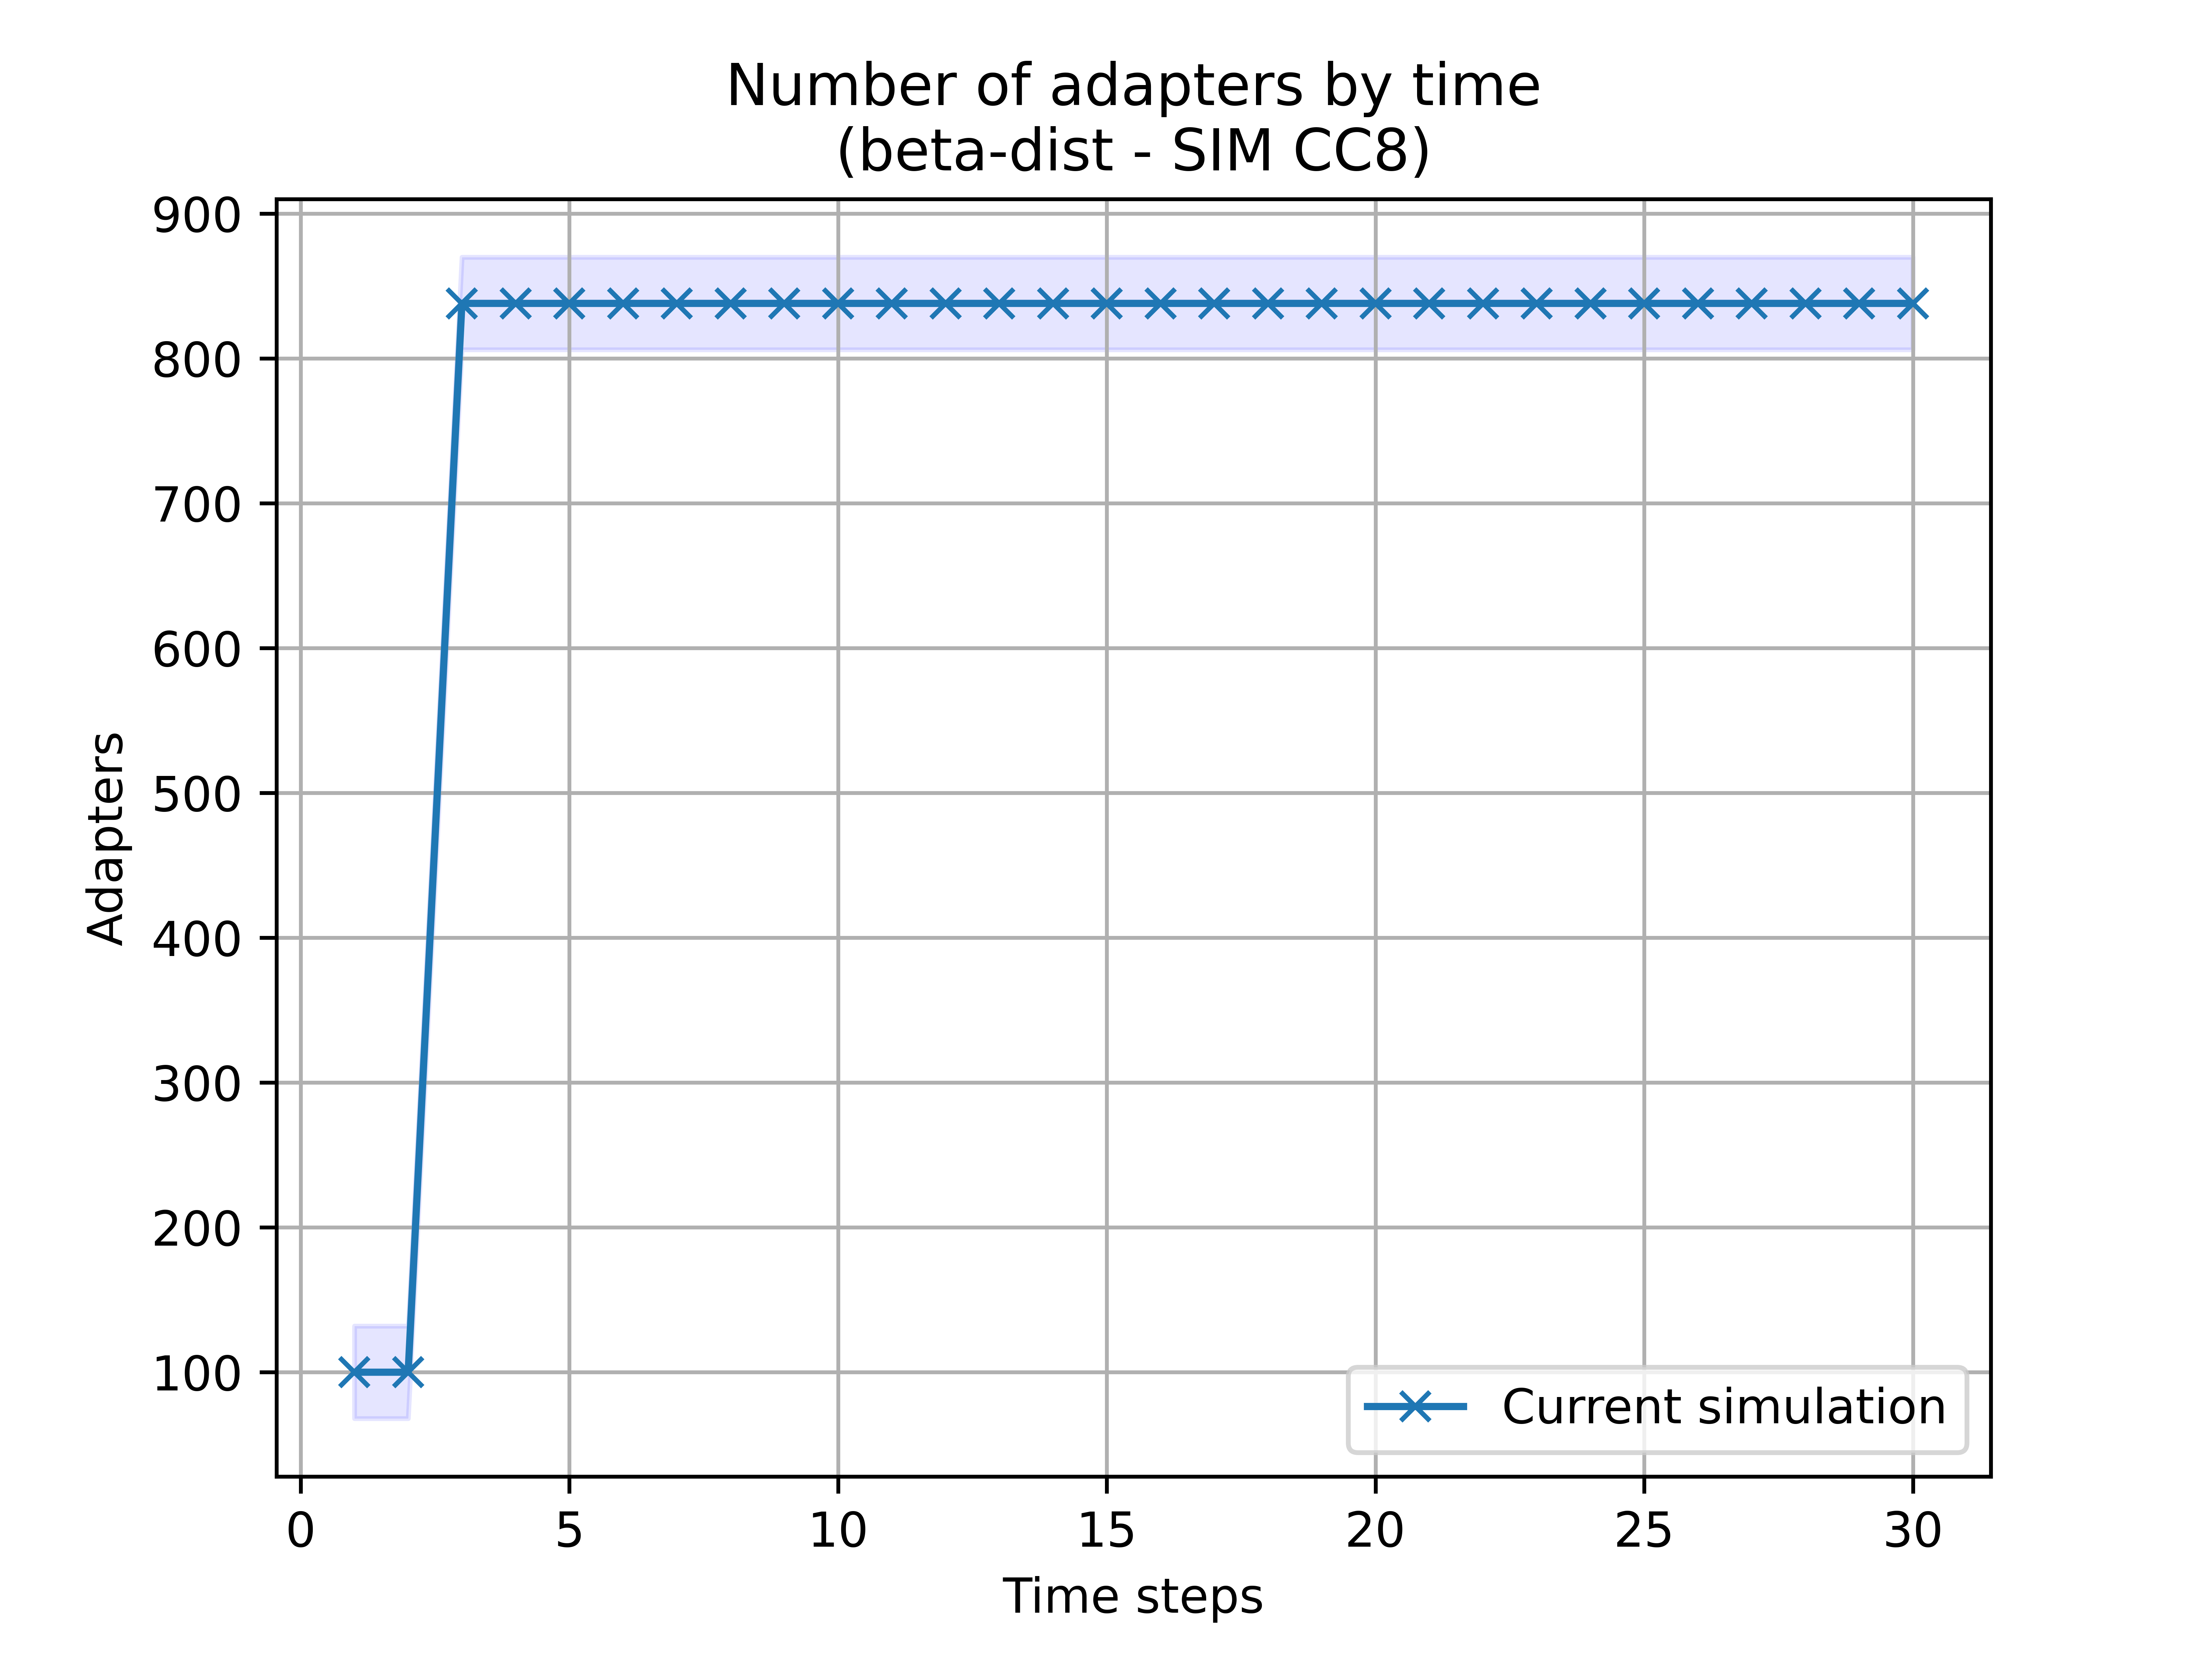 Number of adapters by time
(beta-dist - SIM CC8)
900
800
700
600
500
400
300
200
100
Adapters
Current simulation
0 5 10 15 20 25 30
Time steps